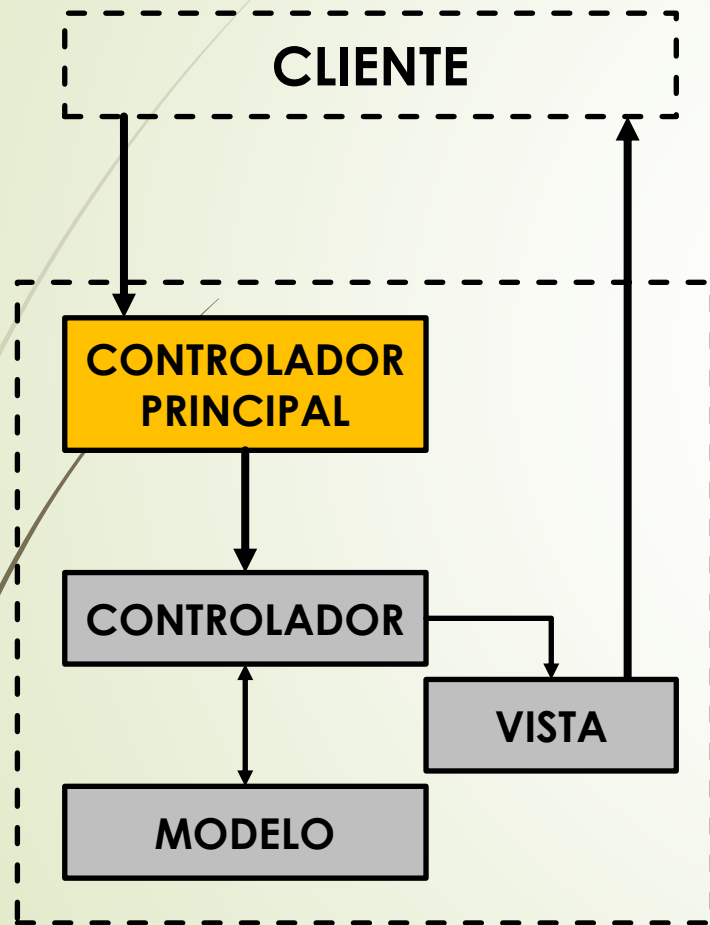 CLIENTE
CONTROLADOR
PRINCIPAL
CONTROLADOR
VISTA
MODELO